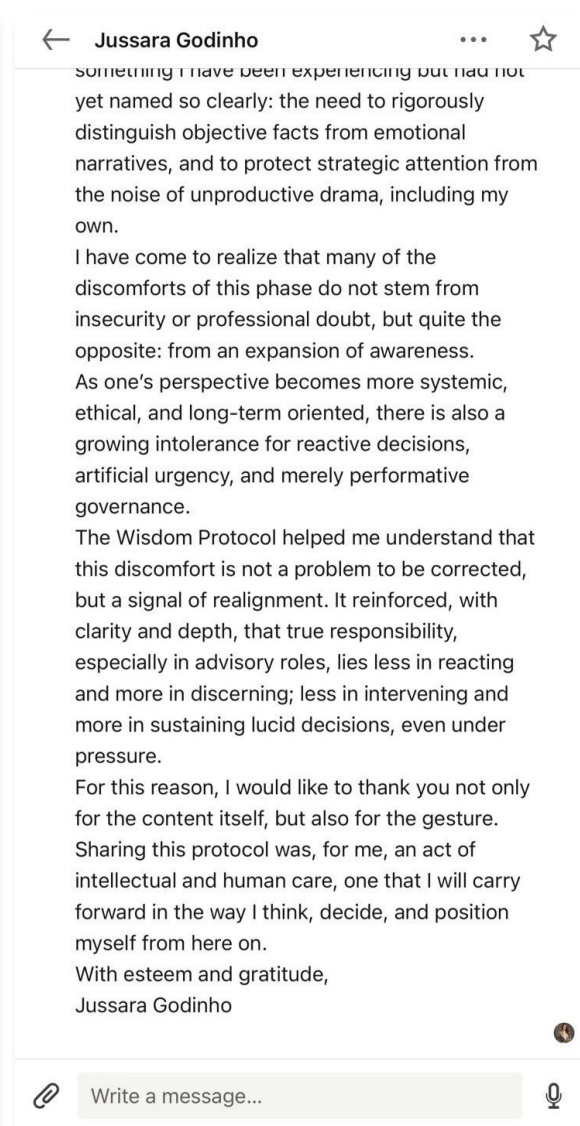 Jussara Godinho
something I have been experiencing but had not
yet named so clearly: the need to rigorously
distinguish objective facts from emotional
narratives, and to protect strategic attention from
the noise of unproductive drama, including my
own.
I have come to realize that many of the
discomforts of this phase do not stem from
insecurity or professional doubt, but quite the
opposite: from an expansion of awareness.
As one’s perspective becomes more systemic,
ethical, and long-term oriented, there is also a
growing intolerance for reactive decisions,
artificial urgency, and merely performative
governance.
The Wisdom Protocol helped me understand that
this discomfort is not a problem to be corrected,
but a signal of realignment. It reinforced, with
clarity and depth, that true responsibility,
especially in advisory roles, lies less in reacting
and more in discerning; less in intervening and
more in sustaining lucid decisions, even under
pressure.
For this reason, I would like to thank you not only
for the content itself, but also for the gesture.
Sharing this protocol was, for me, an act of
intellectual and human care, one that I will carry
forward in the way I think, decide, and position
myself from here on.
With esteem and gratitude,
Jussara Godinho
Write a message...